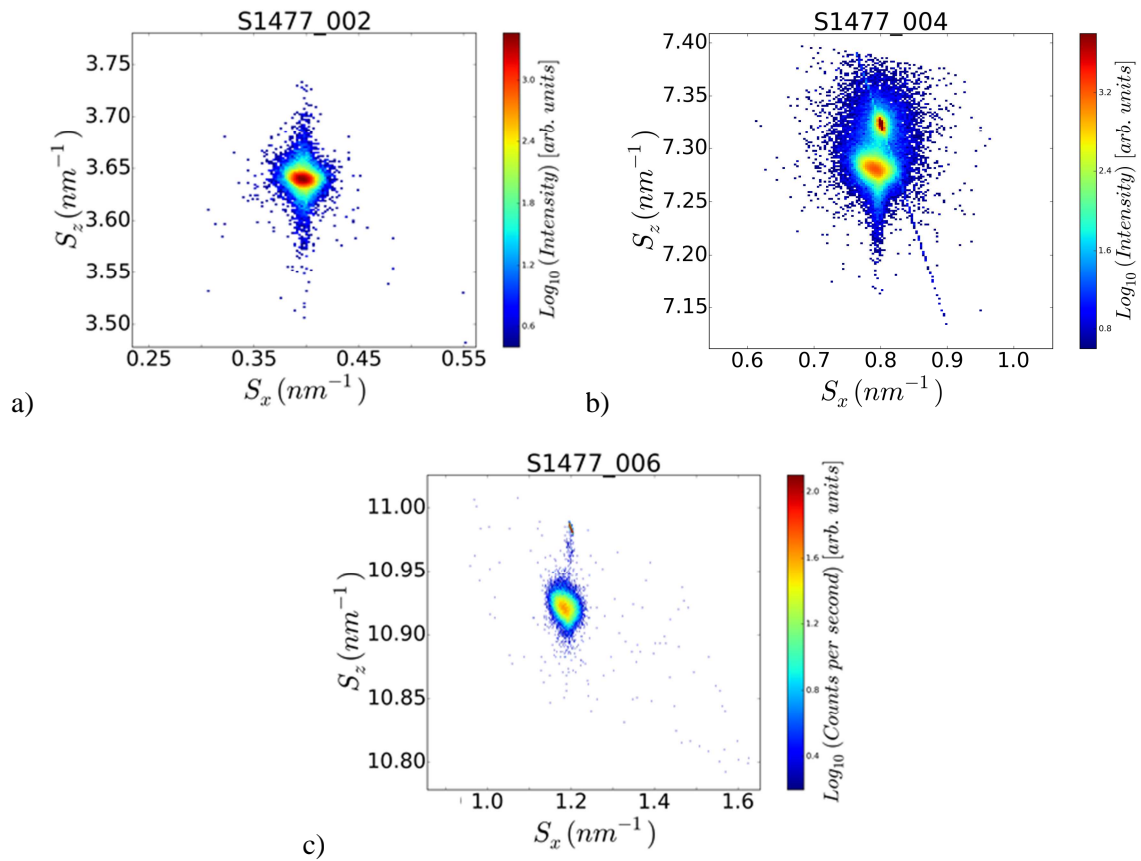 S1477_002
3.75
3.70
3.65
3.60
3.55
3.50
S_z (nm^{-1})
0.25
0.35
0.45
0.55
S_x (nm^{-1})
3.0
2.4
1.8
1.2
0.6
Log_{10} (Intensity) [arb. units]
a)
S1477_004
7.40
7.35
7.30
7.25
7.20
7.15
S_z (nm^{-1})
0.6
0.7
0.8
0.9
1.0
S_x (nm^{-1})
3.2
2.4
1.6
0.8
Log_{10} (Intensity) [arb. units]
b)
S1477_006
11.00
10.95
10.90
10.85
10.80
S_z (nm^{-1})
1.0
1.2
1.4
1.6
S_x (nm^{-1})
2.0
1.6
1.2
0.8
0.4
Log_{10} (Counts per second) [arb. units]
c)